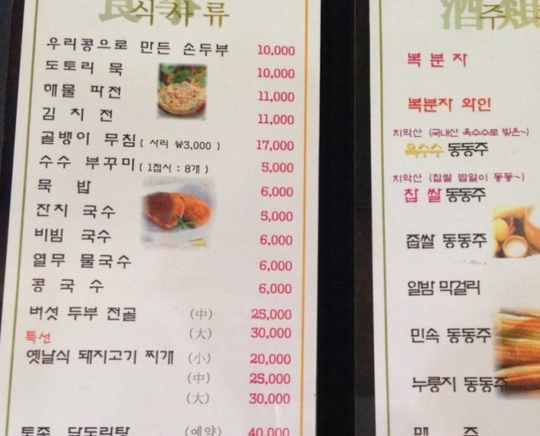 식사류
우리콩으로 만든 손두부 10,000
도토리 묵 10,000
해물 파전 11,000
김치전 11,000
골뱅이 무침 (사리 ₩3,000) 17,000
수수 부꾸미 (1접시 : 8개) 5,000
묵밥 6,000
잔치 국수 5,000
비빔 국수 6,000
열무 물국수 6,000
콩국수 6,000
버섯 두부 전골 (中) 25,000
특선 (大) 30,000
옛날식 돼지고기 찌개 (小) 20,000
(中) 25,000
(大) 30,000
토종 닭도리탕 (예약) 40,000
酒類
주
복분자
복분자 와인
치악산 (국내산 옥수수로 빚은~)
옥수수 동동주
치악산 (찹쌀 밥알이 동동~)
찹쌀 동동주
좁쌀 동동주
알밤 막걸리
민속 동동주
누룽지 동동주
맥주